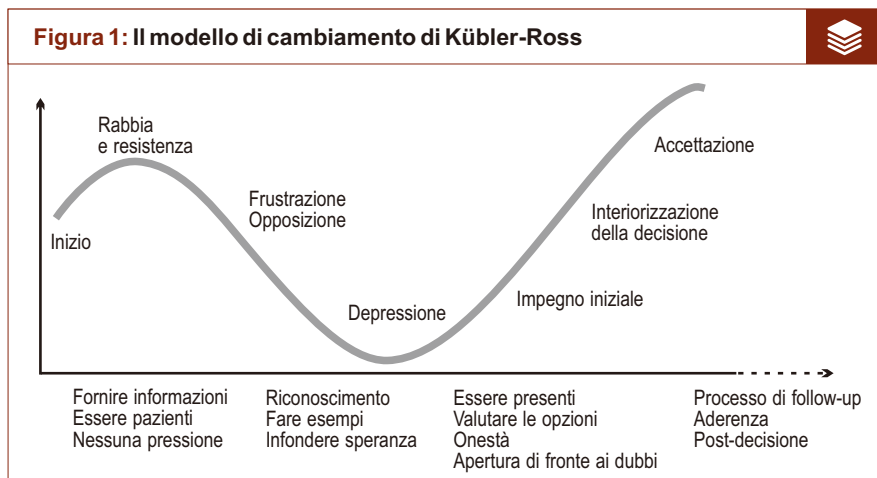 Figura 1: Il modello di cambiamento di Kübler-Ross
Rabbia
e resistenza
Inizio
Frustrazione
Opposizione
Depressione
Impegno iniziale
Interiorizzazione
della decisione
Accettazione
Fornire informazioni
Essere pazienti
Nessuna pressione
Riconoscimento
Fare esempi
Infondere speranza
Essere presenti
Valutare le opzioni
Onestà
Apertura di fronte ai dubbi
Processo di follow-up
Aderenza
Post-decisione